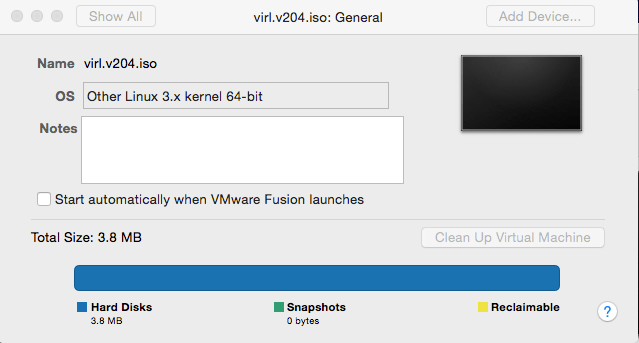 Show All
virl.v204.iso: General
Add Device...
Name virl.v204.iso
OS Other Linux 3.x kernel 64-bit
Notes
Start automatically when VMware Fusion launches
Total Size: 3.8 MB
Clean Up Virtual Machine
Hard Disks
3.8 MB
Snapshots
0 bytes
Reclaimable
?